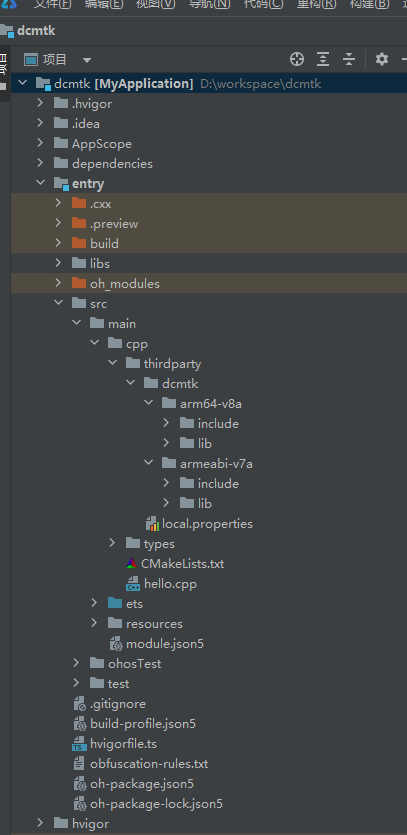 文件(F) 编辑(E) 视图(V) 导航(N) 代码(C) 重构(R) 构建(B)
dcmtk
项目
dcmtk [MyApplication] D:\workspace\dcmtk
.hvigor
.idea
AppScope
dependencies
entry
.cxx
.preview
build
libs
oh_modules
src
main
cpp
thirdparty
dcmtk
arm64-v8a
include
lib
armeabi-v7a
include
lib
local.properties
types
CMakeLists.txt
hello.cpp
ets
resources
module.json5
ohosTest
test
.gitignore
build-profile.json5
hvigorfile.ts
obfuscation-rules.txt
oh-package.json5
oh-package-lock.json5
hvigor